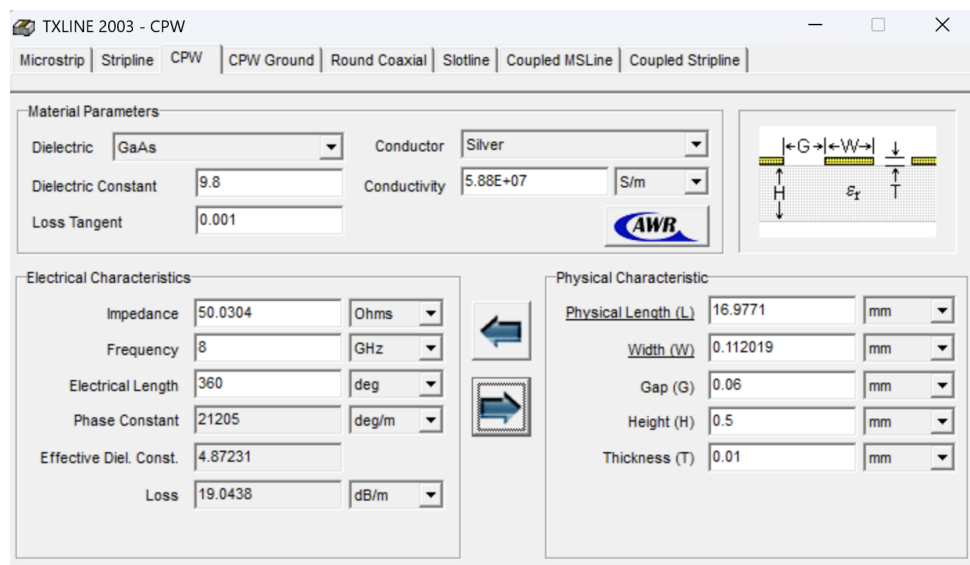 TXLINE 2003 - CPW
Microstrip Stripline CPW CPW Ground Round Coaxial Slotline Coupled MSLine Coupled Stripline
Material Parameters
Dielectric GaAs Conductor Silver
Dielectric Constant 9.8 Conductivity 5.88E+07 S/m
Loss Tangent 0.001 AWR
G W
H εr T
Electrical Characteristics
Impedance 50.0304 Ohms
Frequency 8 GHz
Electrical Length 360 deg
Phase Constant 21205 deg/m
Effective Diel. Const. 4.87231
Loss 19.0438 dB/m
Physical Characteristic
Physical Length (L) 16.9771 mm
Width (W) 0.112019 mm
Gap (G) 0.06 mm
Height (H) 0.5 mm
Thickness (T) 0.01 mm